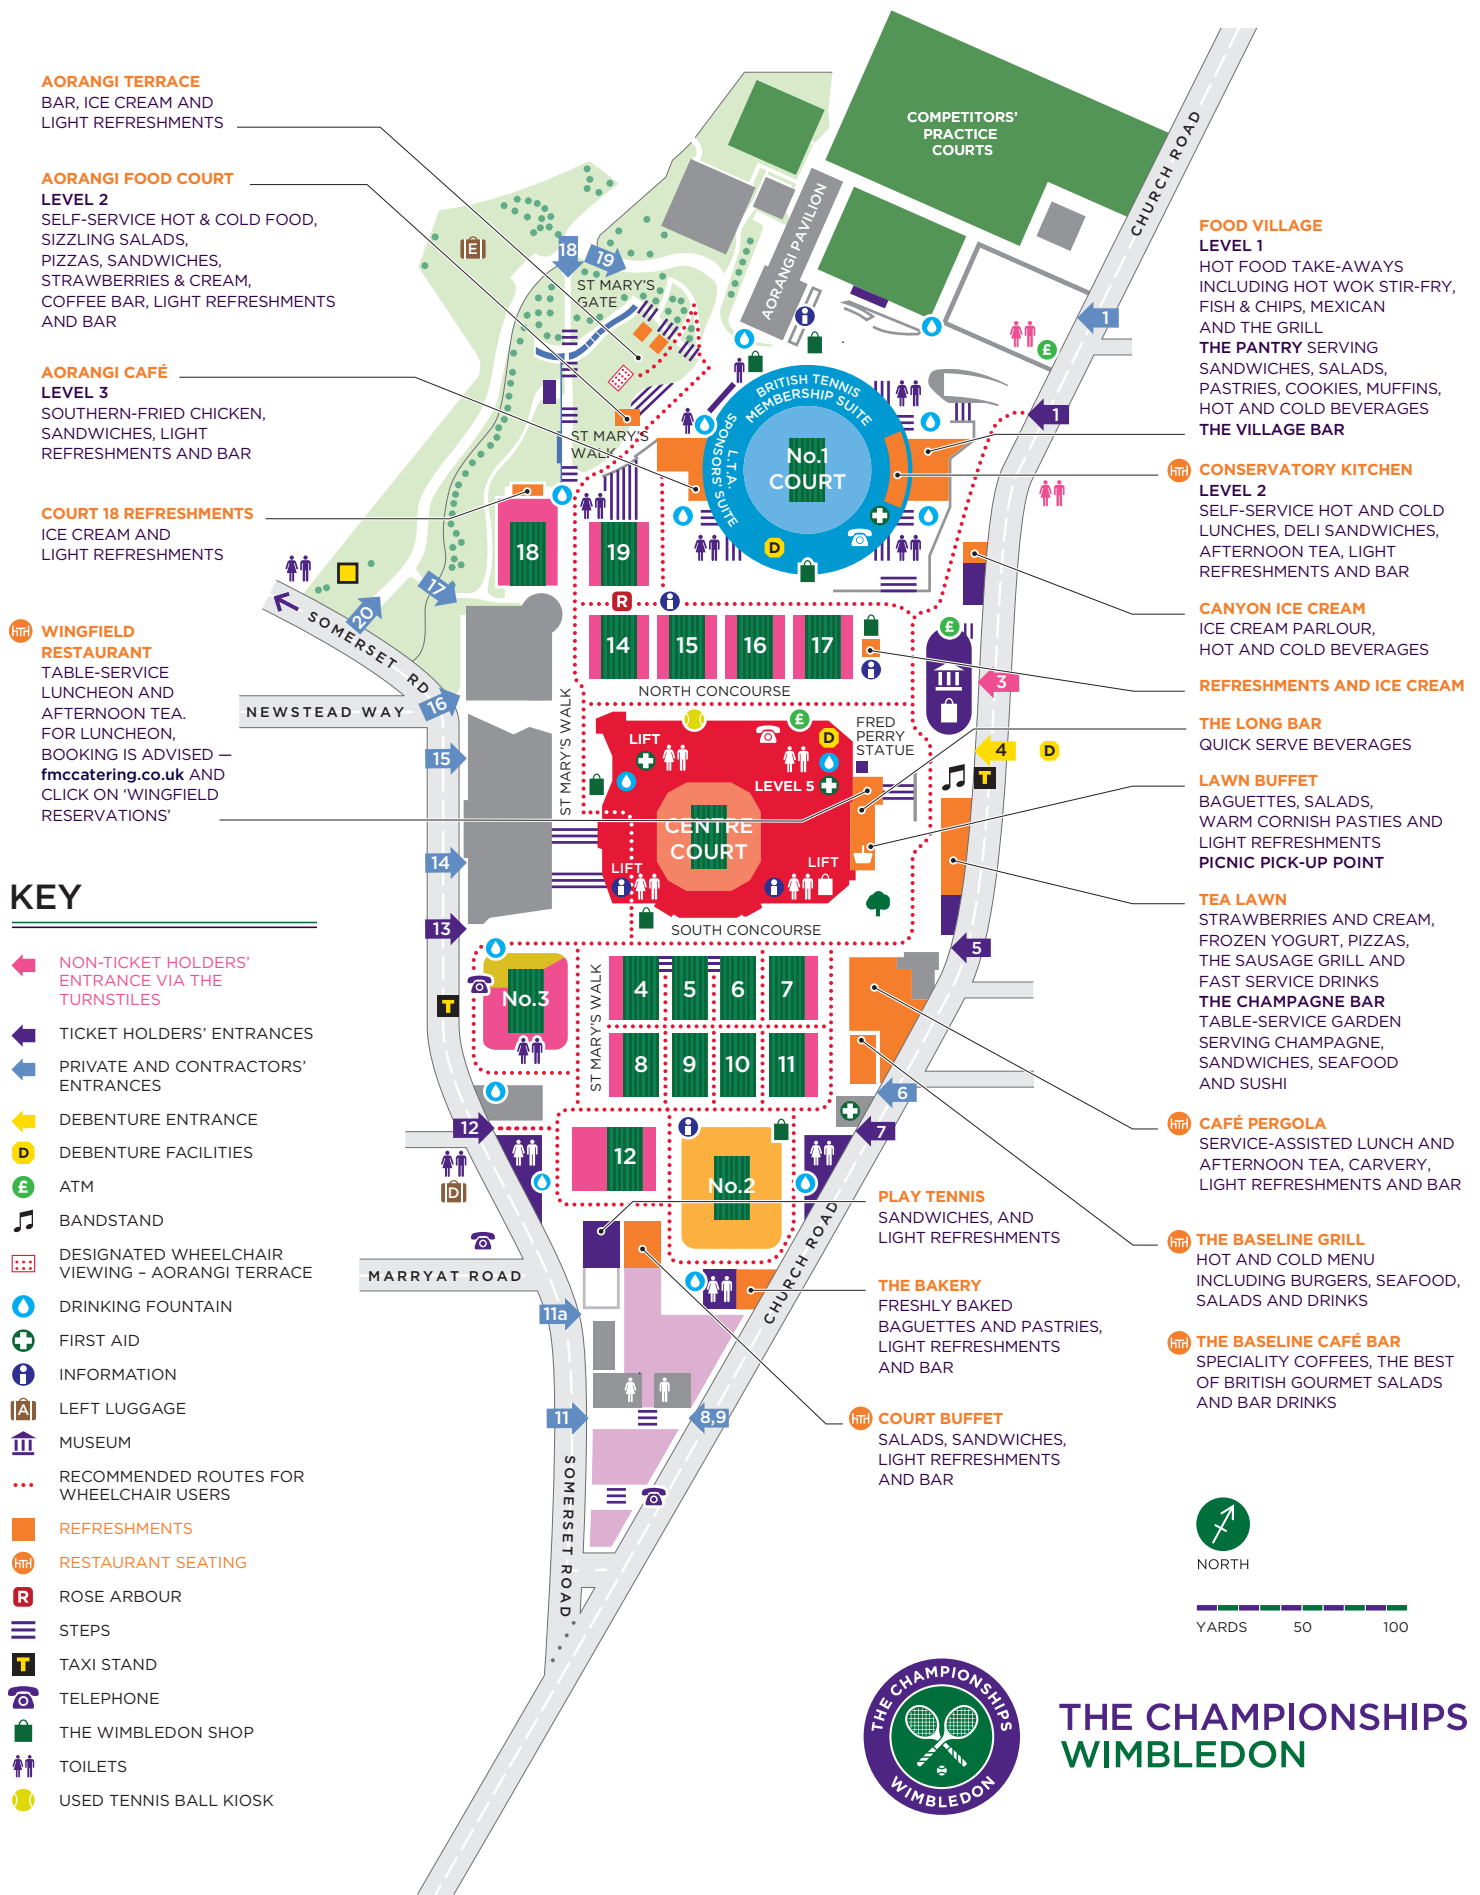 AORANGI TERRACE
BAR, ICE CREAM AND
LIGHT REFRESHMENTS
AORANGI FOOD COURT
LEVEL 2
SELF-SERVICE HOT & COLD FOOD,
SIZZLING SALADS,
PIZZAS, SANDWICHES,
STRAWBERRIES & CREAM,
COFFEE BAR, LIGHT REFRESHMENTS
AND BAR
AORANGI CAFÉ
LEVEL 3
SOUTHERN-FRIED CHICKEN,
SANDWICHES, LIGHT
REFRESHMENTS AND BAR
COURT 18 REFRESHMENTS
ICE CREAM AND
LIGHT REFRESHMENTS
WINGFIELD
RESTAURANT
TABLE-SERVICE
LUNCHEON AND
AFTERNOON TEA.
FOR LUNCHEON,
BOOKING IS ADVISED —
fmccatering.co.uk AND
CLICK ON ‘WINGFIELD
RESERVATIONS’
KEY
NON-TICKET HOLDERS’
ENTRANCE VIA THE
TURNSTILES
TICKET HOLDERS’ ENTRANCES
PRIVATE AND CONTRACTORS’
ENTRANCES
DEBENTURE ENTRANCE
D DEBENTURE FACILITIES
£ ATM
BANDSTAND
DESIGNATED WHEELCHAIR
VIEWING – AORANGI TERRACE
DRINKING FOUNTAIN
FIRST AID
i INFORMATION
A LEFT LUGGAGE
MUSEUM
RECOMMENDED ROUTES FOR
WHEELCHAIR USERS
REFRESHMENTS
RESTAURANT SEATING
R ROSE ARBOUR
STEPS
T TAXI STAND
TELEPHONE
THE WIMBLEDON SHOP
TOILETS
USED TENNIS BALL KIOSK
COMPETITORS’
PRACTICE
COURTS
CHURCH ROAD
AORANGI PAVILION
E
18
19
ST MARY’S
GATE
i
£
1
1
BRITISH TENNIS
MEMBERSHIP SUITE
L.T.A.
SPONSORS’ SUITE
No.1
COURT
D
ST MARY’S
WALK
18
19
17
20
SOMERSET RD
R
i
14
15
16
17
i
£
3
NORTH CONCOURSE
16
NEWSTEAD WAY
15
ST MARY’S WALK
LIFT
£
D
LEVEL 5
FRED
PERRY
STATUE
4
D
T
CENTRE
COURT
LIFT
LIFT
i
i
14
13
SOUTH CONCOURSE
5
No.3
T
ST MARY’S WALK
4
5
6
7
8
9
10
11
6
7
12
D
12
i
No.2
MARRYAT ROAD
11a
CHURCH ROAD
11
8,9
SOMERSET ROAD
FOOD VILLAGE
LEVEL 1
HOT FOOD TAKE-AWAYS
INCLUDING HOT WOK STIR-FRY,
FISH & CHIPS, MEXICAN
AND THE GRILL
THE PANTRY SERVING
SANDWICHES, SALADS,
PASTRIES, COOKIES, MUFFINS,
HOT AND COLD BEVERAGES
THE VILLAGE BAR
CONSERVATORY KITCHEN
LEVEL 2
SELF-SERVICE HOT AND COLD
LUNCHES, DELI SANDWICHES,
AFTERNOON TEA, LIGHT
REFRESHMENTS AND BAR
CANYON ICE CREAM
ICE CREAM PARLOUR,
HOT AND COLD BEVERAGES
REFRESHMENTS AND ICE CREAM
THE LONG BAR
QUICK SERVE BEVERAGES
LAWN BUFFET
BAGUETTES, SALADS,
WARM CORNISH PASTIES AND
LIGHT REFRESHMENTS
PICNIC PICK-UP POINT
TEA LAWN
STRAWBERRIES AND CREAM,
FROZEN YOGURT, PIZZAS,
THE SAUSAGE GRILL AND
FAST SERVICE DRINKS
THE CHAMPAGNE BAR
TABLE-SERVICE GARDEN
SERVING CHAMPAGNE,
SANDWICHES, SEAFOOD
AND SUSHI
CAFÉ PERGOLA
SERVICE-ASSISTED LUNCH AND
AFTERNOON TEA, CARVERY,
LIGHT REFRESHMENTS AND BAR
THE BASELINE GRILL
HOT AND COLD MENU
INCLUDING BURGERS, SEAFOOD,
SALADS AND DRINKS
THE BASELINE CAFÉ BAR
SPECIALITY COFFEES, THE BEST
OF BRITISH GOURMET SALADS
AND BAR DRINKS
PLAY TENNIS
SANDWICHES, AND
LIGHT REFRESHMENTS
THE BAKERY
FRESHLY BAKED
BAGUETTES AND PASTRIES,
LIGHT REFRESHMENTS
AND BAR
COURT BUFFET
SALADS, SANDWICHES,
LIGHT REFRESHMENTS
AND BAR
NORTH
YARDS 50 100
THE CHAMPIONSHIPS
WIMBLEDON
THE CHAMPIONSHIPS
WIMBLEDON